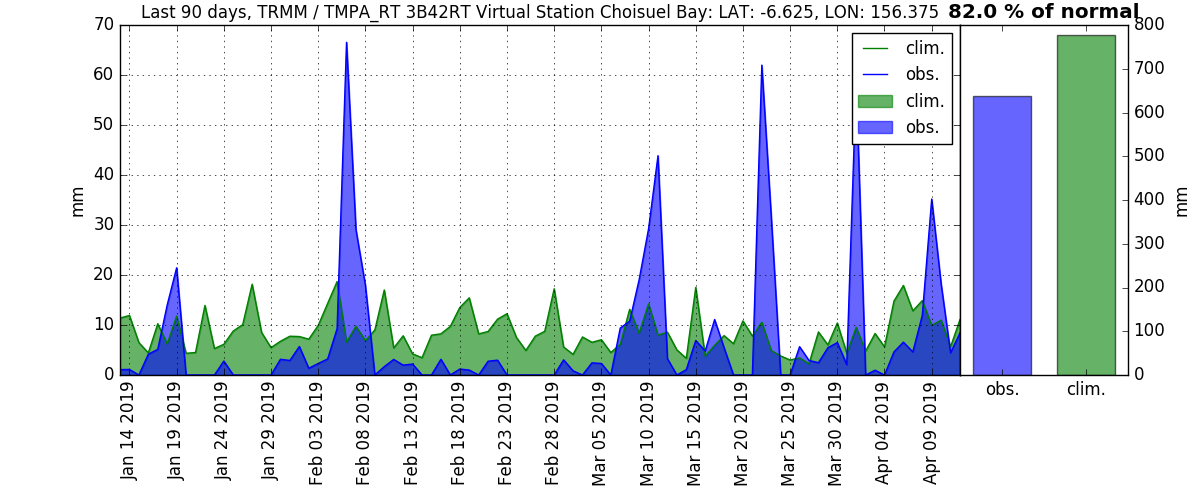 Last 90 days, TRMM / TMPA_RT 3B42RT Virtual Station Choisuel Bay: LAT: -6.625, LON: 156.375 82.0 % of normal
70
60
50
40
30
20
10
0
mm
clim.
obs.
clim.
obs.
800
700
600
500
400
300
200
100
0
mm
Jan 14 2019
Jan 19 2019
Jan 24 2019
Jan 29 2019
Feb 03 2019
Feb 08 2019
Feb 13 2019
Feb 18 2019
Feb 23 2019
Feb 28 2019
Mar 05 2019
Mar 10 2019
Mar 15 2019
Mar 20 2019
Mar 25 2019
Mar 30 2019
Apr 04 2019
Apr 09 2019
obs.
clim.